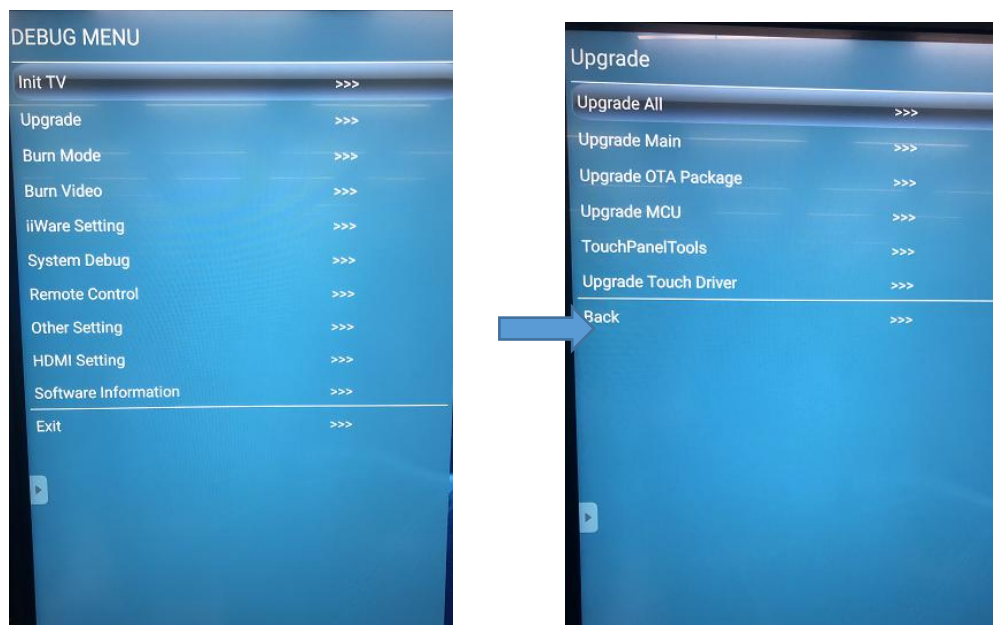 DEBUG MENU
Init TV >>>
Upgrade >>>
Burn Mode >>>
Burn Video >>>
iiWare Setting >>>
System Debug >>>
Remote Control >>>
Other Setting >>>
HDMI Setting >>>
Software Information >>>
Exit >>>
Upgrade
Upgrade All >>>
Upgrade Main >>>
Upgrade OTA Package >>>
Upgrade MCU >>>
TouchPanelTools >>>
Upgrade Touch Driver >>>
Back >>>